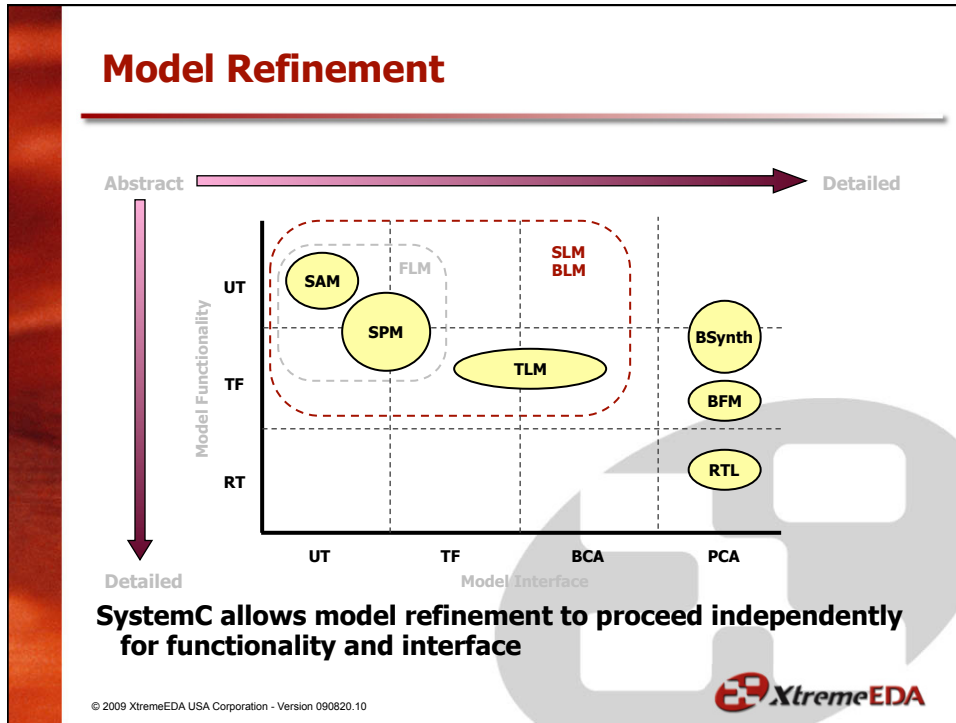 Model Refinement
Abstract
Detailed
SLM
BLM
FLM
SAM
UT
SPM
BSynth
Model Functionality
TLM
TF
BFM
RTL
RT
UT TF BCA PCA
Detailed
Model Interface
SystemC allows model refinement to proceed independently
for functionality and interface
© 2009 XtremeEDA USA Corporation - Version 090820.10
XtremeEDA